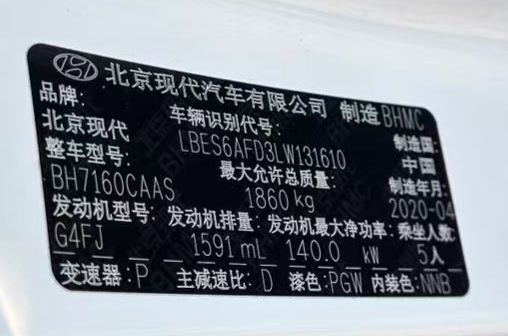 北京现代汽车有限公司 制造 BHMC
品牌: 车辆识别代号: 制造国:
北京现代 LBES6AFD3LW131610 中国
整车型号: 最大允许总质量: 制造年月:
BH7160CAAS 1860 kg 2020-04
发动机型号: 发动机排量: 发动机最大净功率: 乘坐人数
G4FJ 1591 mL 140.0 kW 5人
变速器: P 主减速比: D 漆色: PGW 内装色: NNB